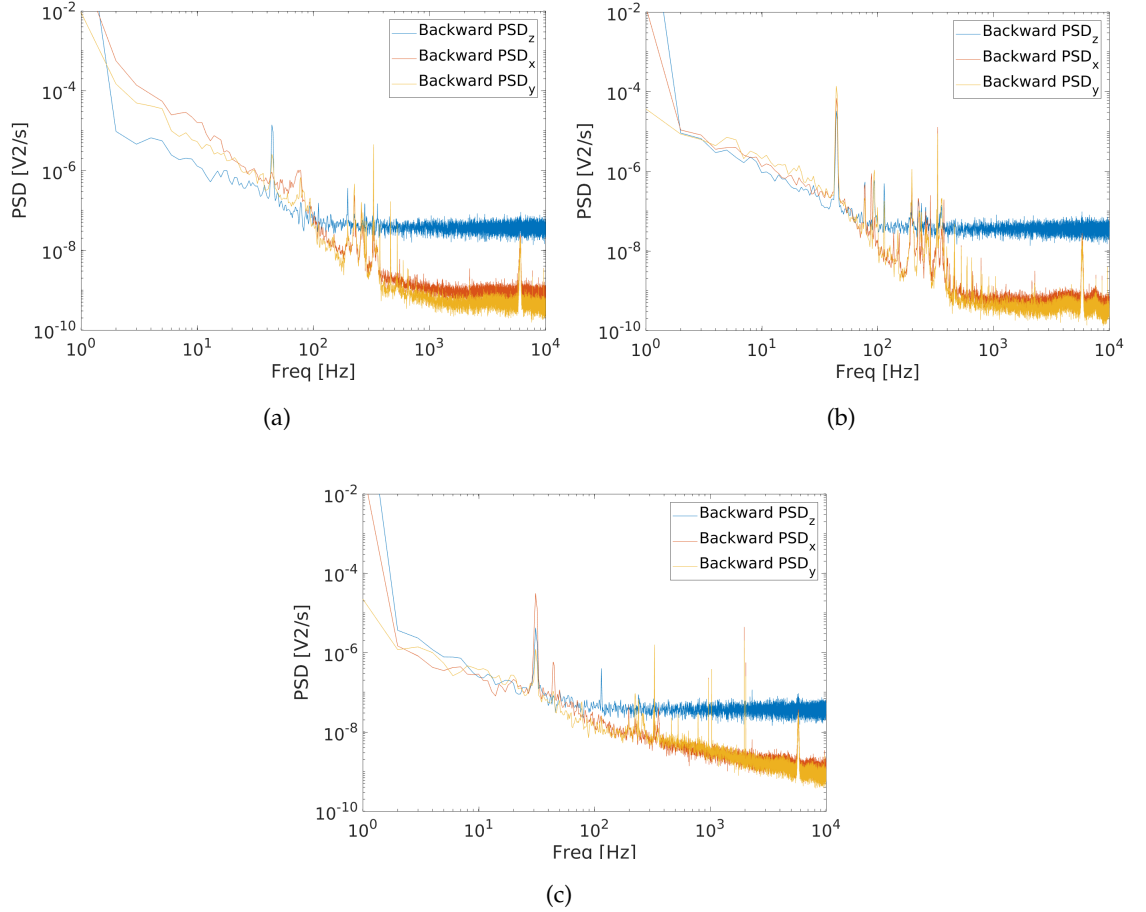 10^-2
10^-4
10^-6
10^-8
10^-10
PSD [V2/s]
Backward PSD_z
Backward PSD_x
Backward PSD_y
10^0 10^1 10^2 10^3 10^4
Freq [Hz]
(a)
10^-2
10^-4
10^-6
10^-8
10^-10
PSD [V2/s]
Backward PSD_z
Backward PSD_x
Backward PSD_y
10^0 10^1 10^2 10^3 10^4
Freq [Hz]
(b)
10^-2
10^-4
10^-6
10^-8
10^-10
PSD [V2/s]
Backward PSD_z
Backward PSD_x
Backward PSD_y
10^0 10^1 10^2 10^3 10^4
Freq [Hz]
(c)